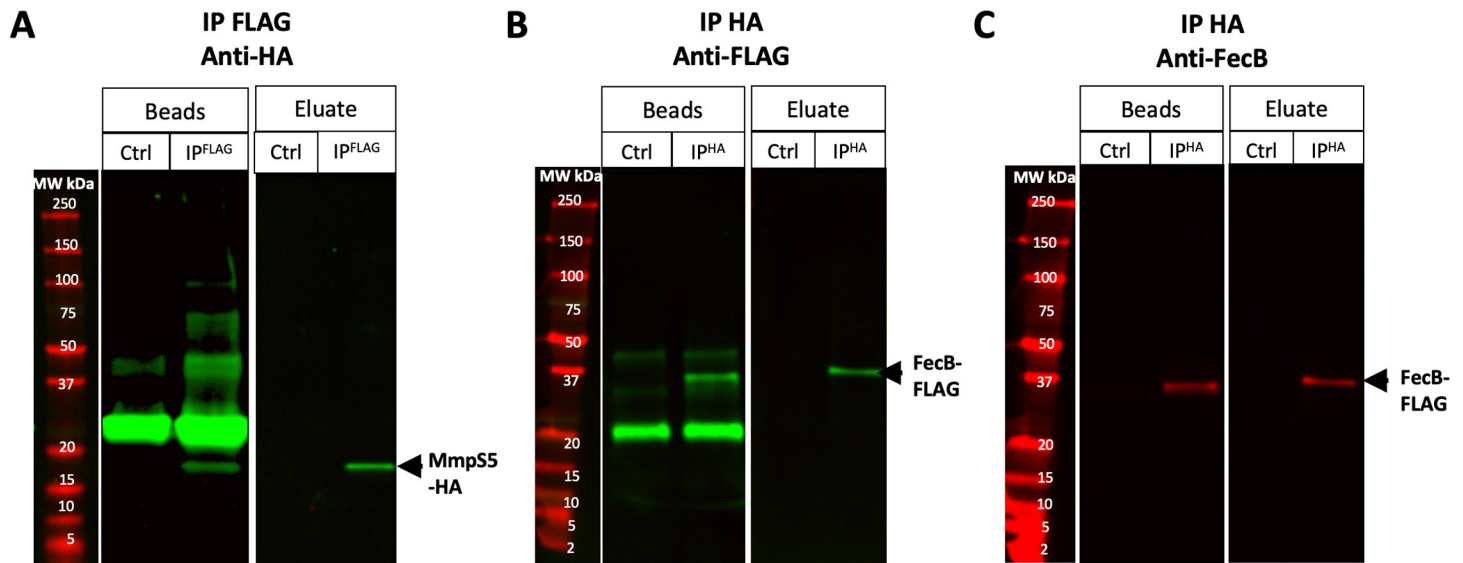 A
IP FLAG
Anti-HA
Beads
Eluate
Ctrl
IPFLAG
Ctrl
IPFLAG
MW kDa
250
150
100
75
50
37
20
15
10
5
MmpS5
-HA
B
IP HA
Anti-FLAG
Beads
Eluate
Ctrl
IPHA
Ctrl
IPHA
MW kDa
250
150
100
75
50
37
20
15
10
5
2
FecB-
FLAG
C
IP HA
Anti-FecB
Beads
Eluate
Ctrl
IPHA
Ctrl
IPHA
MW kDa
250
150
100
75
50
37
20
15
10
5
2
FecB-
FLAG